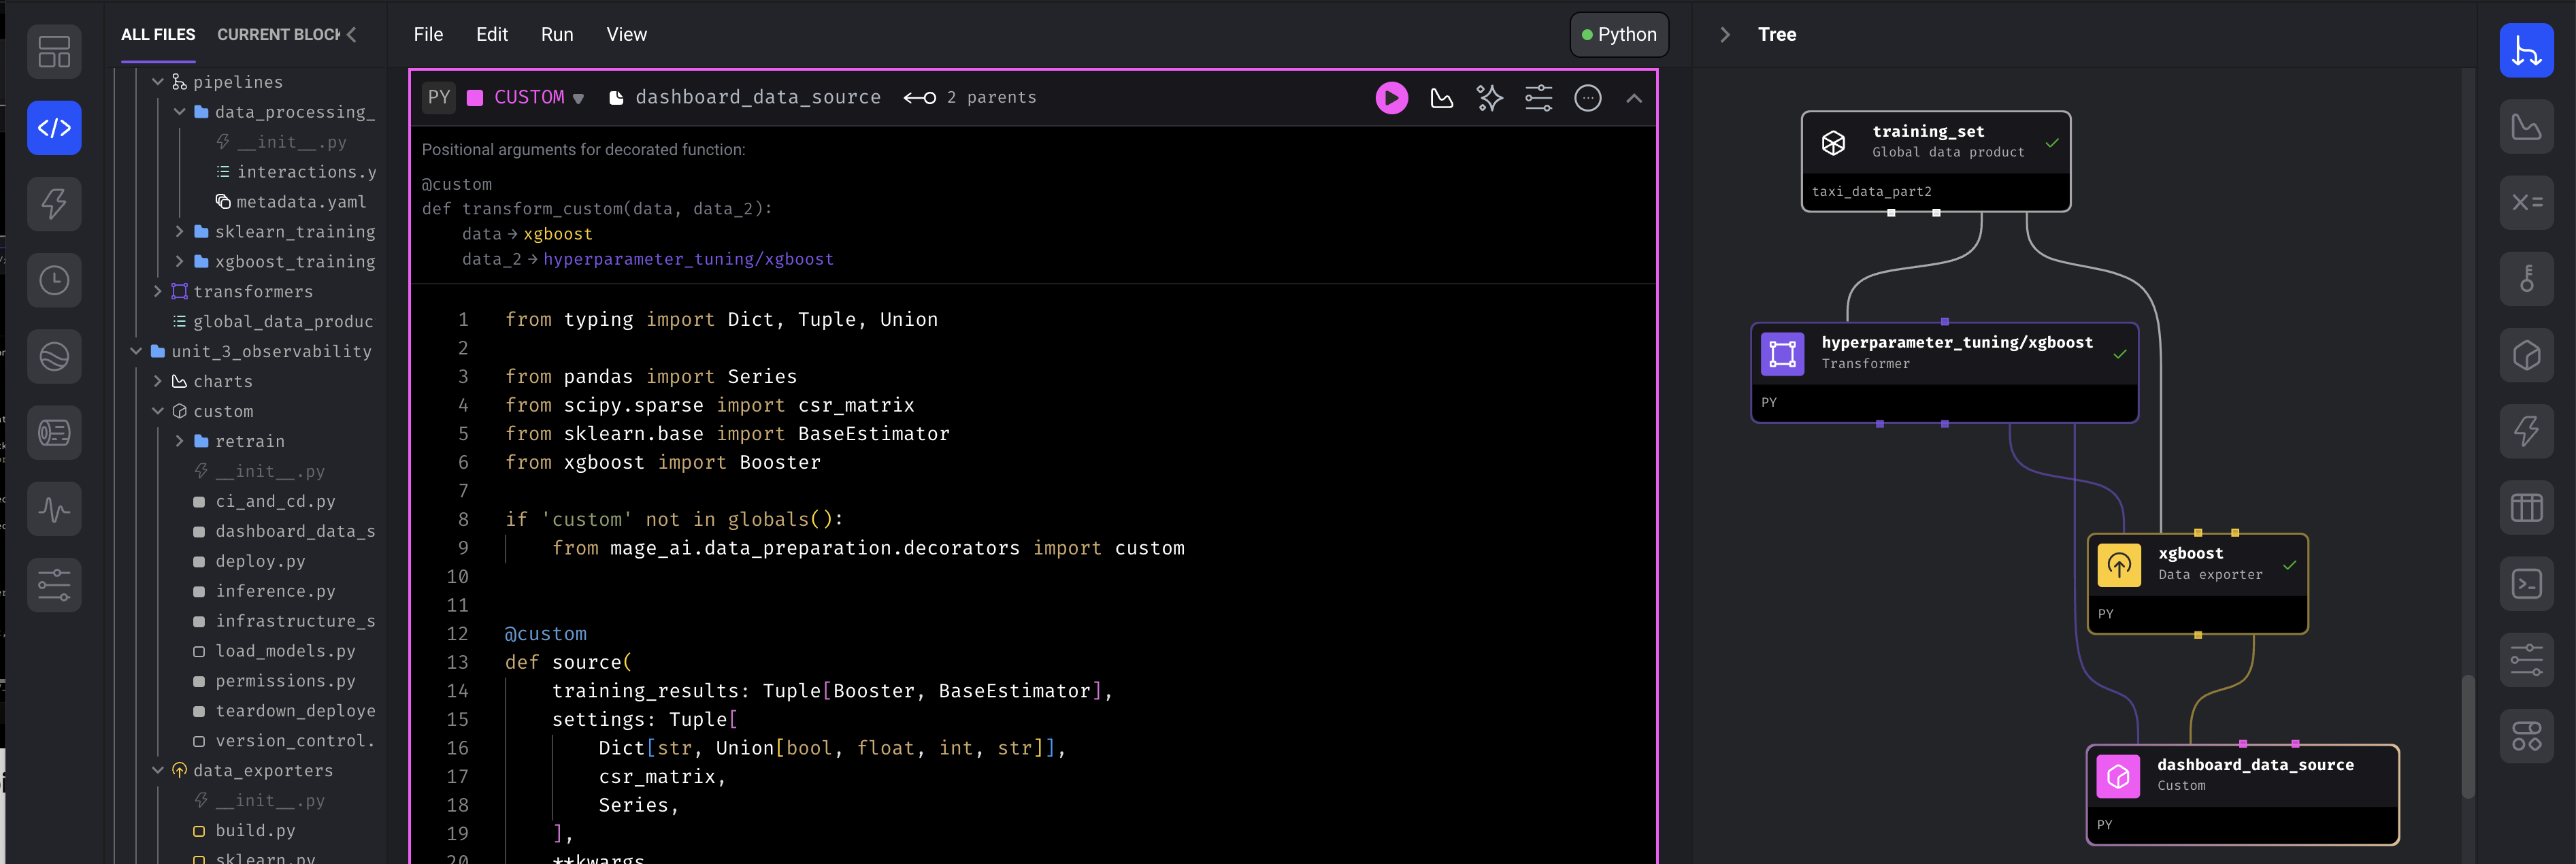 ALL FILES
CURRENT BLOCK
pipelines
data_processing_
__init__.py
interactions.y
metadata.yaml
sklearn_training
xgboost_training
transformers
global_data_produc
unit_3_observability
charts
custom
retrain
__init__.py
ci_and_cd.py
dashboard_data_s
deploy.py
inference.py
infrastructure_s
load_models.py
permissions.py
teardown_deploye
version_control.
data_exporters
__init__.py
build.py
sklearn.py
File Edit Run View
Python
PY CUSTOM dashboard_data_source 2 parents
Positional arguments for decorated function:
@custom
def transform_custom(data, data_2):
data → xgboost
data_2 → hyperparameter_tuning/xgboost
1 from typing import Dict, Tuple, Union
2
3 from pandas import Series
4 from scipy.sparse import csr_matrix
5 from sklearn.base import BaseEstimator
6 from xgboost import Booster
7
8 if 'custom' not in globals():
9 from mage_ai.data_preparation.decorators import custom
10
11
12 @custom
13 def source(
14 training_results: Tuple[Booster, BaseEstimator],
15 settings: Tuple[
16 Dict[str, Union[bool, float, int, str]],
17 csr_matrix,
18 Series,
19 ],
20 **kwargs
Tree
training_set
Global data product
taxi_data_part2
hyperparameter_tuning/xgboost
Transformer
PY
xgboost
Data exporter
PY
dashboard_data_source
Custom
PY